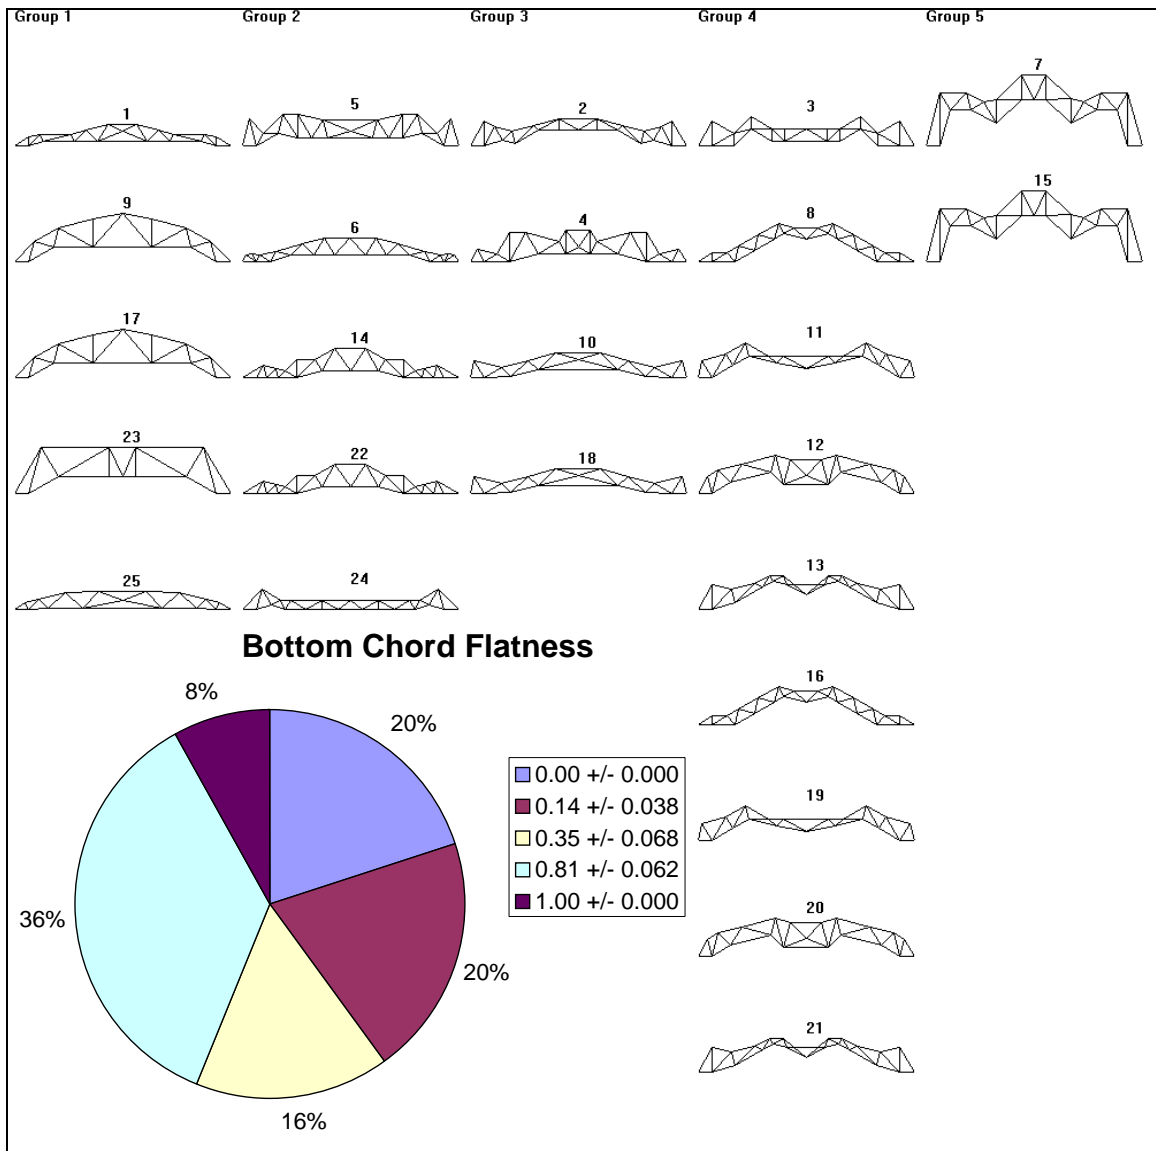 Group 1 Group 2 Group 3 Group 4 Group 5
1 5 2 3 7
9 6 4 8 15
17 14 10 11
23 22 18 12
25 24 13
Bottom Chord Flatness
16
8%
20%
0.00 +/- 0.000
0.14 +/- 0.038
0.35 +/- 0.068
0.81 +/- 0.062
1.00 +/- 0.000
19
36%
20
20%
21
16%